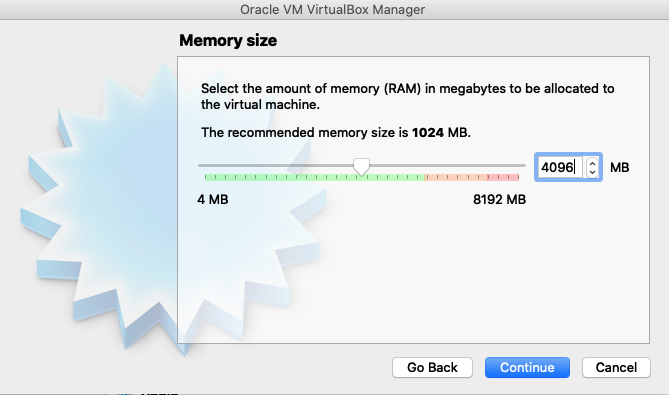 Oracle VM VirtualBox Manager
Memory size
Select the amount of memory (RAM) in megabytes to be allocated to
the virtual machine.
The recommended memory size is 1024 MB.
4096 MB
4 MB 8192 MB
Go Back Continue Cancel